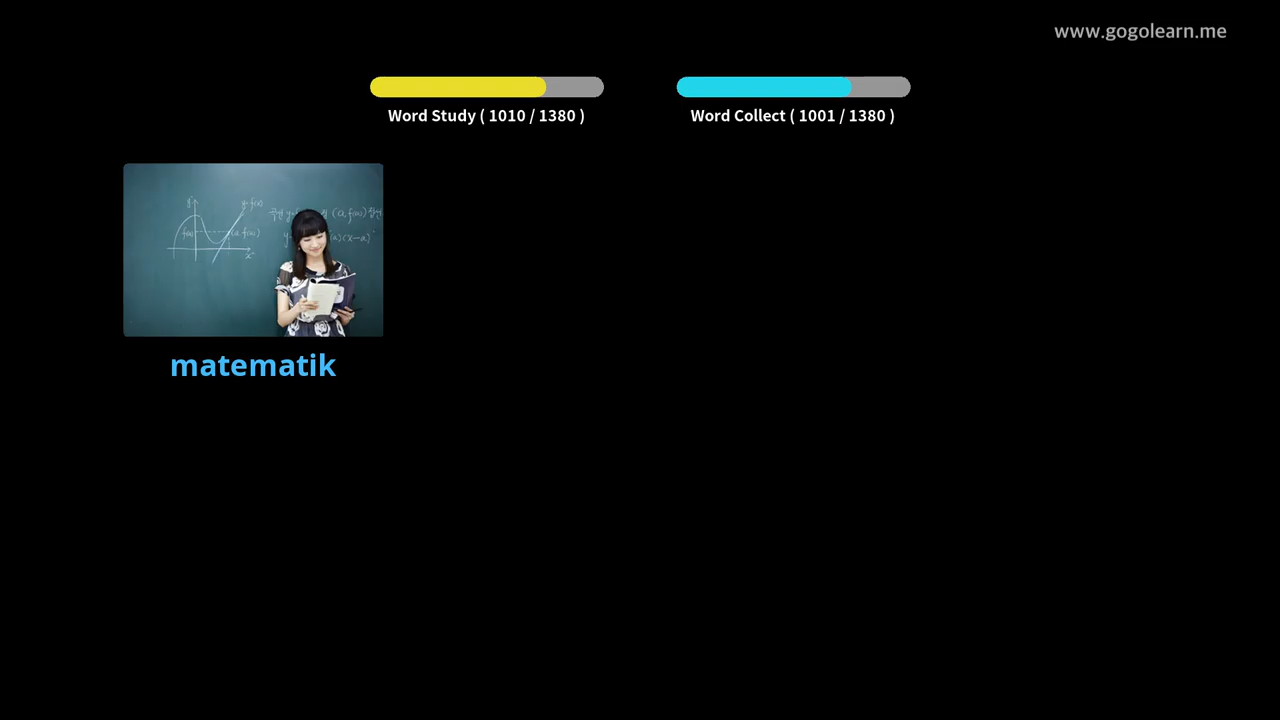 www.gogolearn.me
Word Study ( 1010 / 1380 )
Word Collect ( 1001 / 1380 )
y=f(x)
f(a)
(a, f(a))
x
matematik